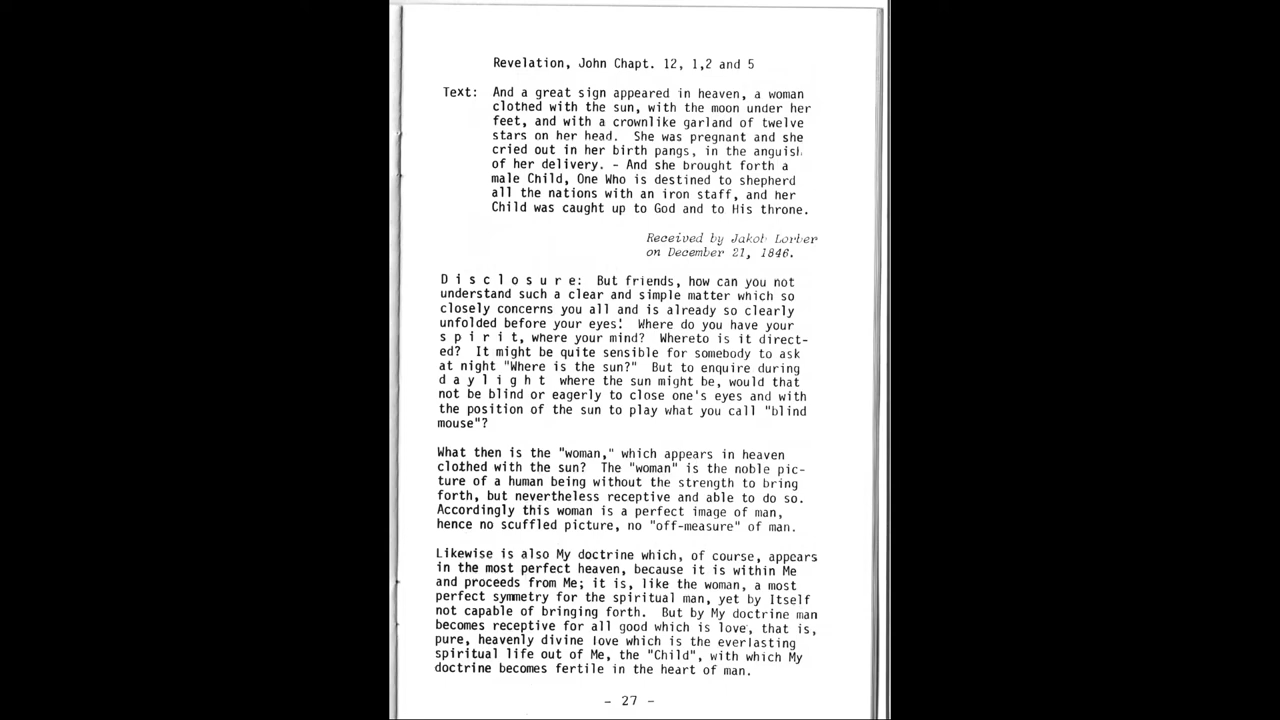 Revelation, John Chapt. 12, 1,2 and 5
Text: And a great sign appeared in heaven, a woman
clothed with the sun, with the moon under her
feet, and with a crownlike garland of twelve
stars on her head. She was pregnant and she
cried out in her birth pangs, in the anguish
of her delivery. - And she brought forth a
male Child, One Who is destined to shepherd
all the nations with an iron staff, and her
Child was caught up to God and to His throne.
Received by Jakob Lorber
on December 21, 1846.
D i s c l o s u r e: But friends, how can you not
understand such a clear and simple matter which so
closely concerns you all and is already so clearly
unfolded before your eyes! Where do you have your
s p i r i t, where your mind? Whereto is it direct-
ed? It might be quite sensible for somebody to ask
at night "Where is the sun?" But to enquire during
d a y l i g h t where the sun might be, would that
not be blind or eagerly to close one's eyes and with
the position of the sun to play what you call "blind
mouse"?
What then is the "woman," which appears in heaven
clothed with the sun? The "woman" is the noble pic-
ture of a human being without the strength to bring
forth, but nevertheless receptive and able to do so.
Accordingly this woman is a perfect image of man,
hence no scuffled picture, no "off-measure" of man.
Likewise is also My doctrine which, of course, appears
in the most perfect heaven, because it is within Me
and proceeds from Me; it is, like the woman, a most
perfect symmetry for the spiritual man, yet by Itself
not capable of bringing forth. But by My doctrine man
becomes receptive for all good which is love, that is,
pure, heavenly divine love which is the everlasting
spiritual life out of Me, the "Child", with which My
doctrine becomes fertile in the heart of man.
- 27 -